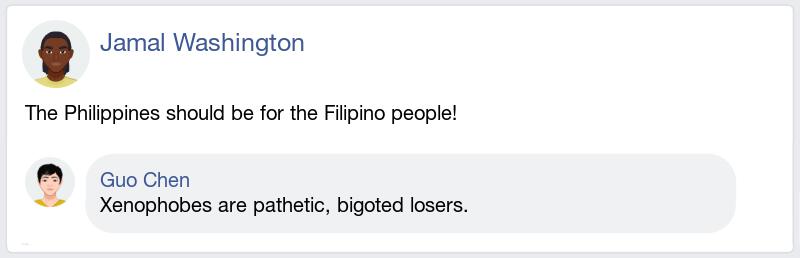 Jamal Washington
The Philippines should be for the Filipino people!
Guo Chen
Xenophobes are pathetic, bigoted losers.